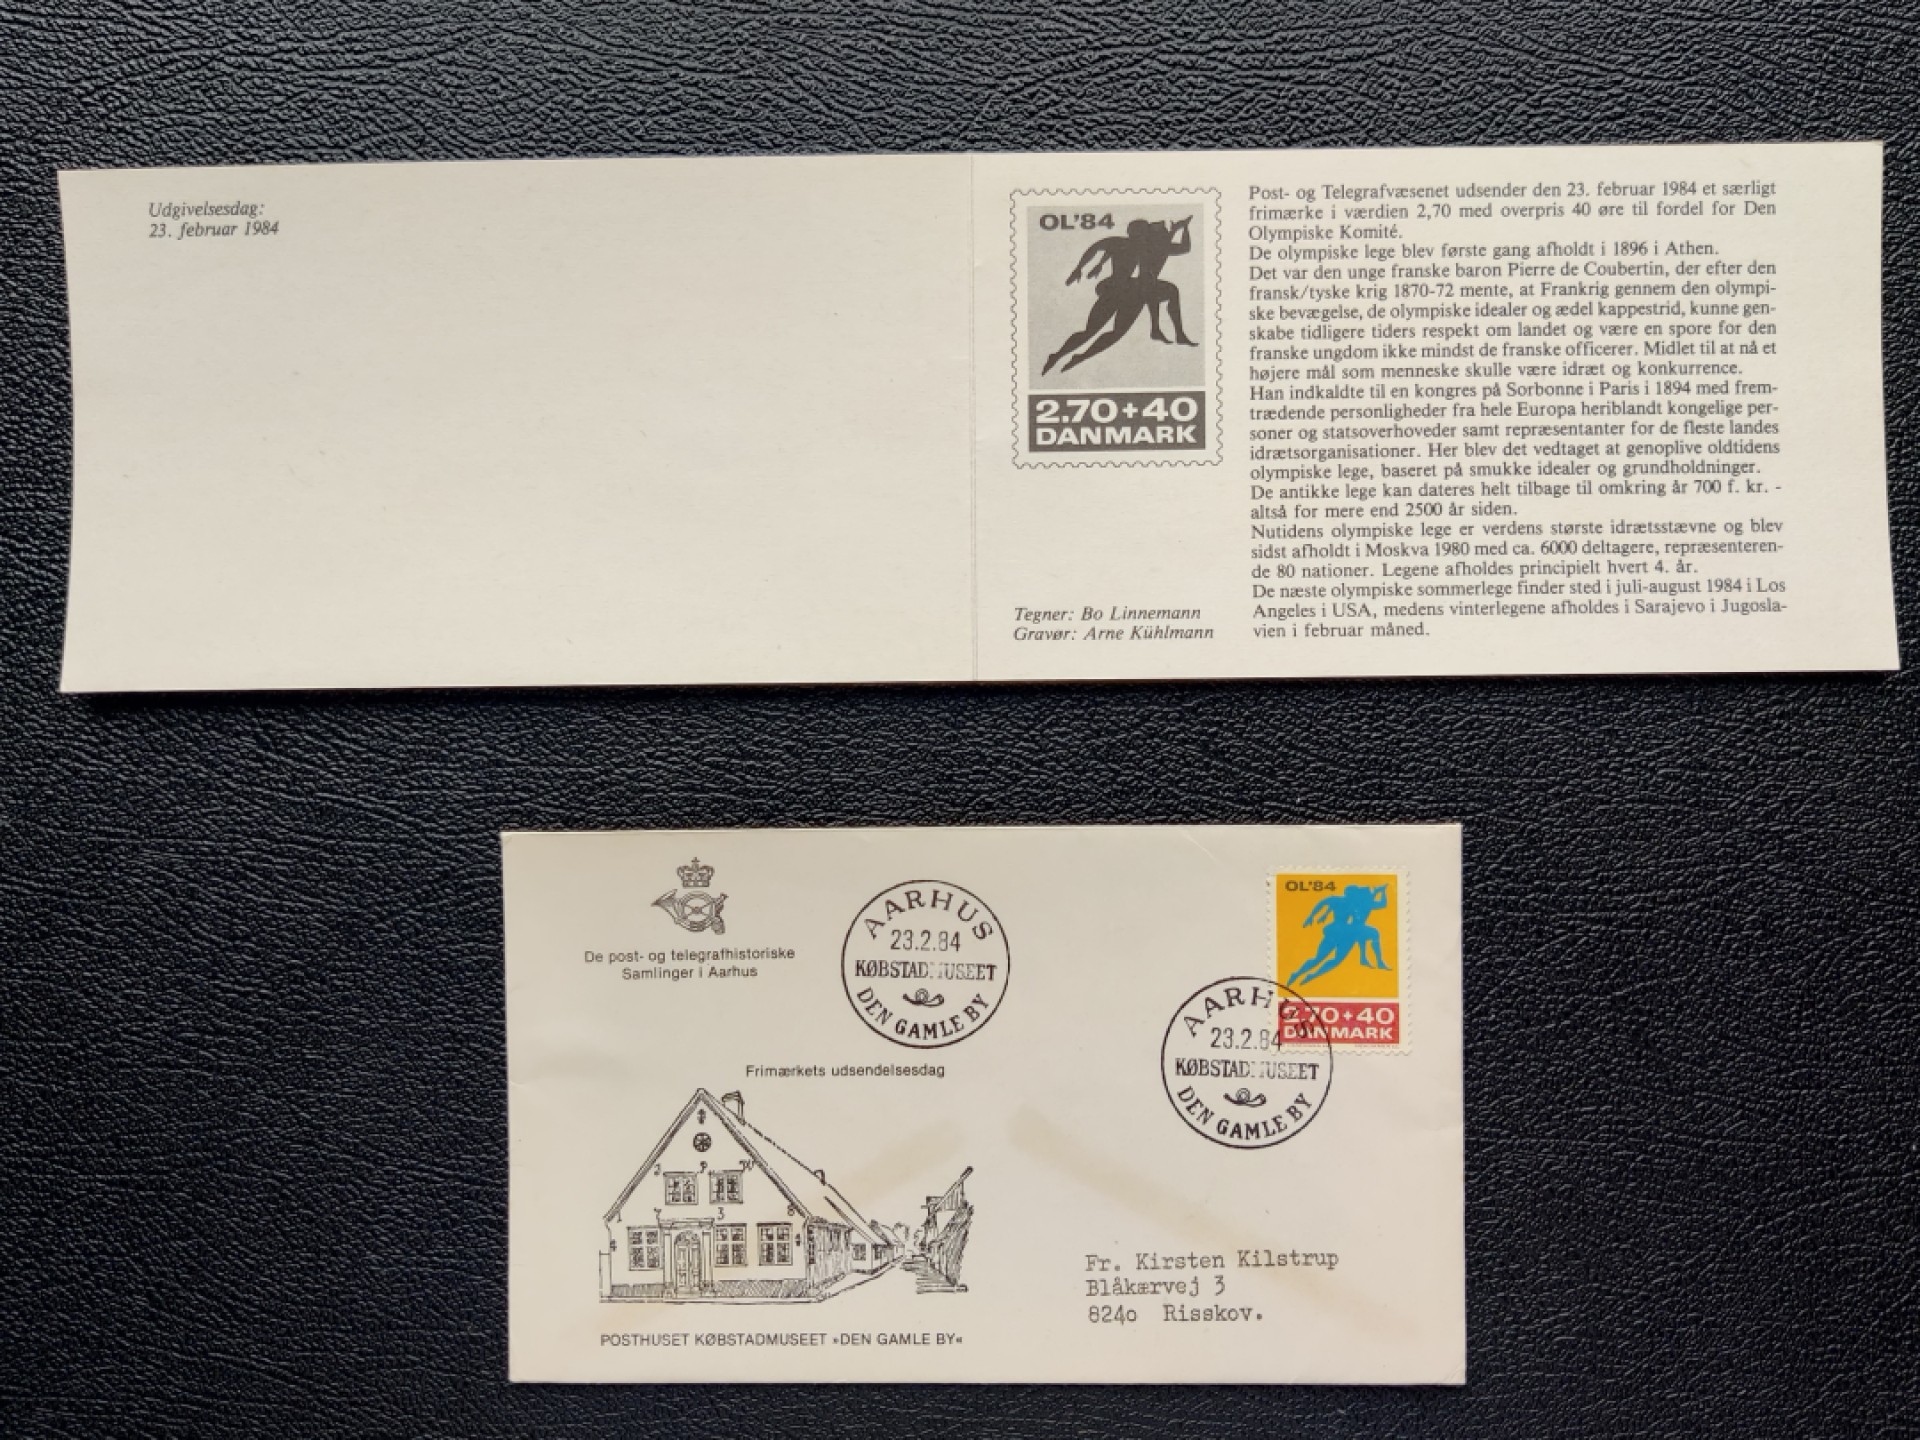 Udgivelsesdag:
23. februar 1984
OL'84
2.70+40
DANMARK
Tegner: Bo Linnemann
Gravør: Arne Kühlmann
Post- og Telegrafvæsenet udsender den 23. februar 1984 et særligt
frimærke i værdien 2,70 med overpris 40 øre til fordel for Den
Olympiske Komité.
De olympiske lege blev første gang afholdt i 1896 i Athen.
Det var den unge franske baron Pierre de Coubertin, der efter den
fransk/tyske krig 1870-72 mente, at Frankrig gennem den olympi-
ske bevægelse, de olympiske idealer og ædel kappestrid, kunne gen-
skabe tidligere tiders respekt om landet og være en spore for den
franske ungdom ikke mindst de franske officerer. Midlet til at nå et
højere mål som menneske skulle være idræt og konkurrence.
Han indkaldte til en kongres på Sorbonne i Paris i 1894 med frem-
trædende personligheder fra hele Europa heriblandt kongelige per-
soner og statsoverhoveder samt repræsentanter for de fleste landes
idrætsorganisationer. Her blev det vedtaget at genoplive oldtidens
olympiske lege, baseret på smukke idealer og grundholdninger.
De antikke lege kan dateres helt tilbage til omkring år 700 f. kr. -
altså for mere end 2500 år siden.
Nutidens olympiske lege er verdens største idrætsstævne og blev
sidst afholdt i Moskva 1980 med ca. 6000 deltagere, repræsenteren-
de 80 nationer. Legene afholdes principielt hvert 4. år.
De næste olympiske sommerlege finder sted i juli-august 1984 i Los
Angeles i USA, medens vinterlegene afholdes i Sarajevo i Jugosla-
vien i februar måned.
De post- og telegrafhistoriske
Samlinger i Aarhus
AARHUS
23.2.84
KØBSTADMUSEET
DEN GAMLE BY
Frimærkets udsendelsesdag
POSTHUSET KØBSTADMUSEET »DEN GAMLE BY«
OL'84
2.70+40
DANMARK
AARHUS
23.2.84
KØBSTADMUSEET
DEN GAMLE BY
Fr. Kirsten Kilstrup
Blåkærvej 3
8240 Risskov.